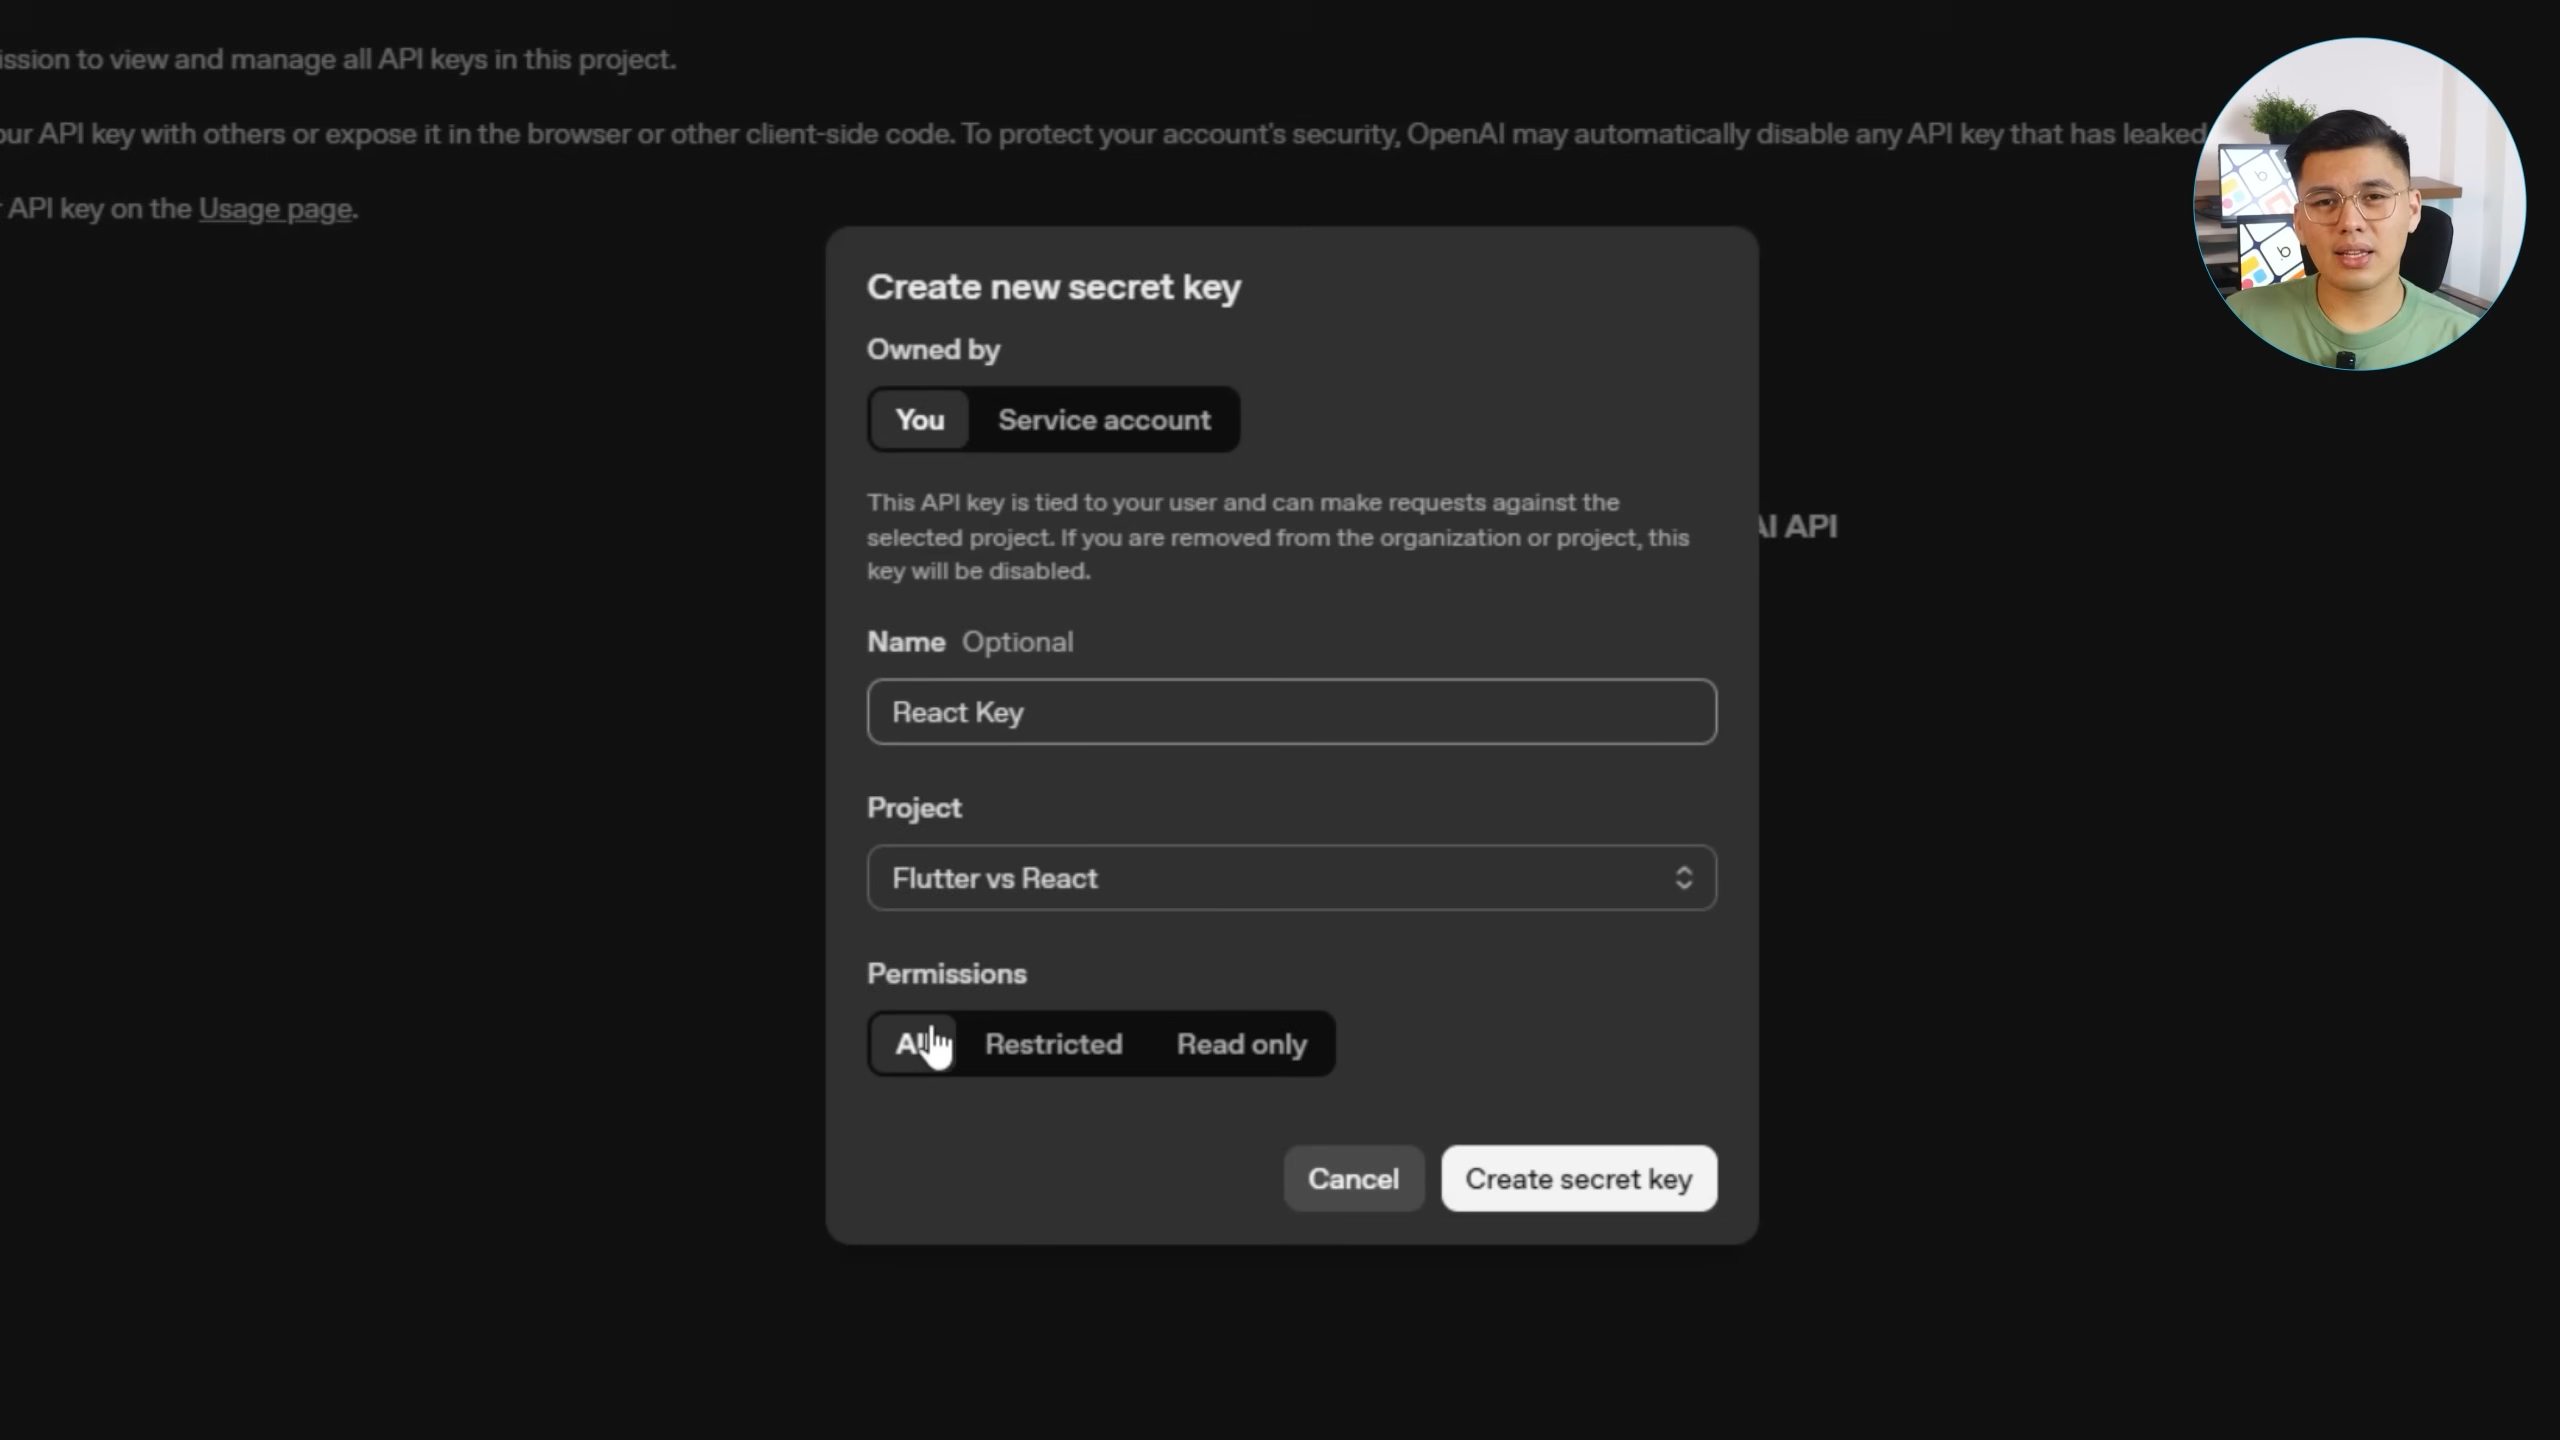 ission to view and manage all API keys in this project.
our API key with others or expose it in the browser or other client-side code. To protect your account's security, OpenAI may automatically disable any API key that has leaked
API key on the Usage page.
Create new secret key
Owned by
You Service account
This API key is tied to your user and can make requests against the
selected project. If you are removed from the organization or project, this
key will be disabled.
AI API
Name Optional
React Key
Project
Flutter vs React
Permissions
All Restricted Read only
Cancel Create secret key